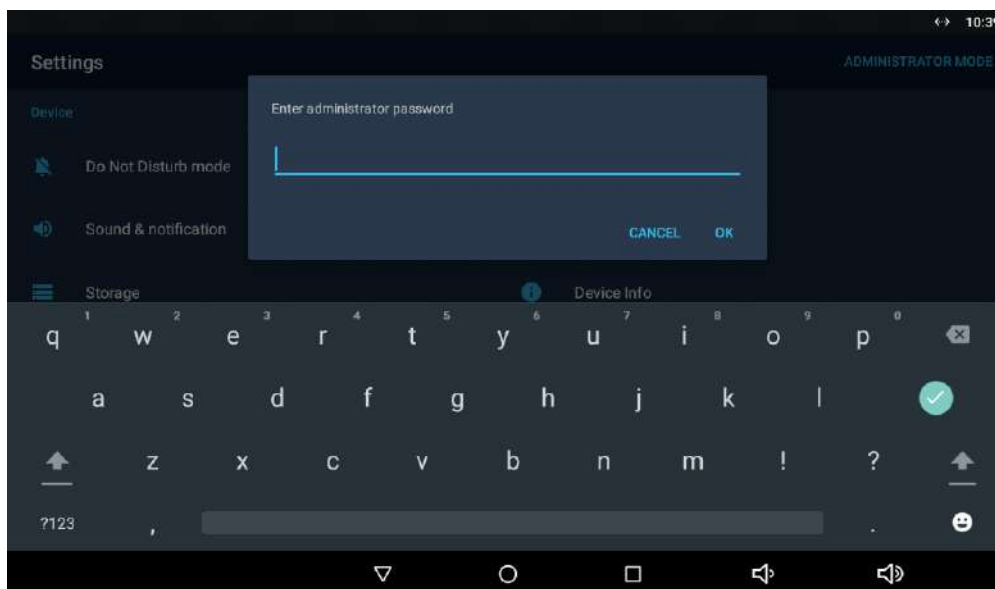 10:39
Settings
ADMINISTRATOR MODE
Device
Enter administrator password
Do Not Disturb mode
Sound & notification
CANCEL OK
Storage
Device Info
1 2 3 4 5 6 7 8 9 0
q w e r t y u i o p
a s d f g h j k l
z x c v b n m ! ?
?123 , .